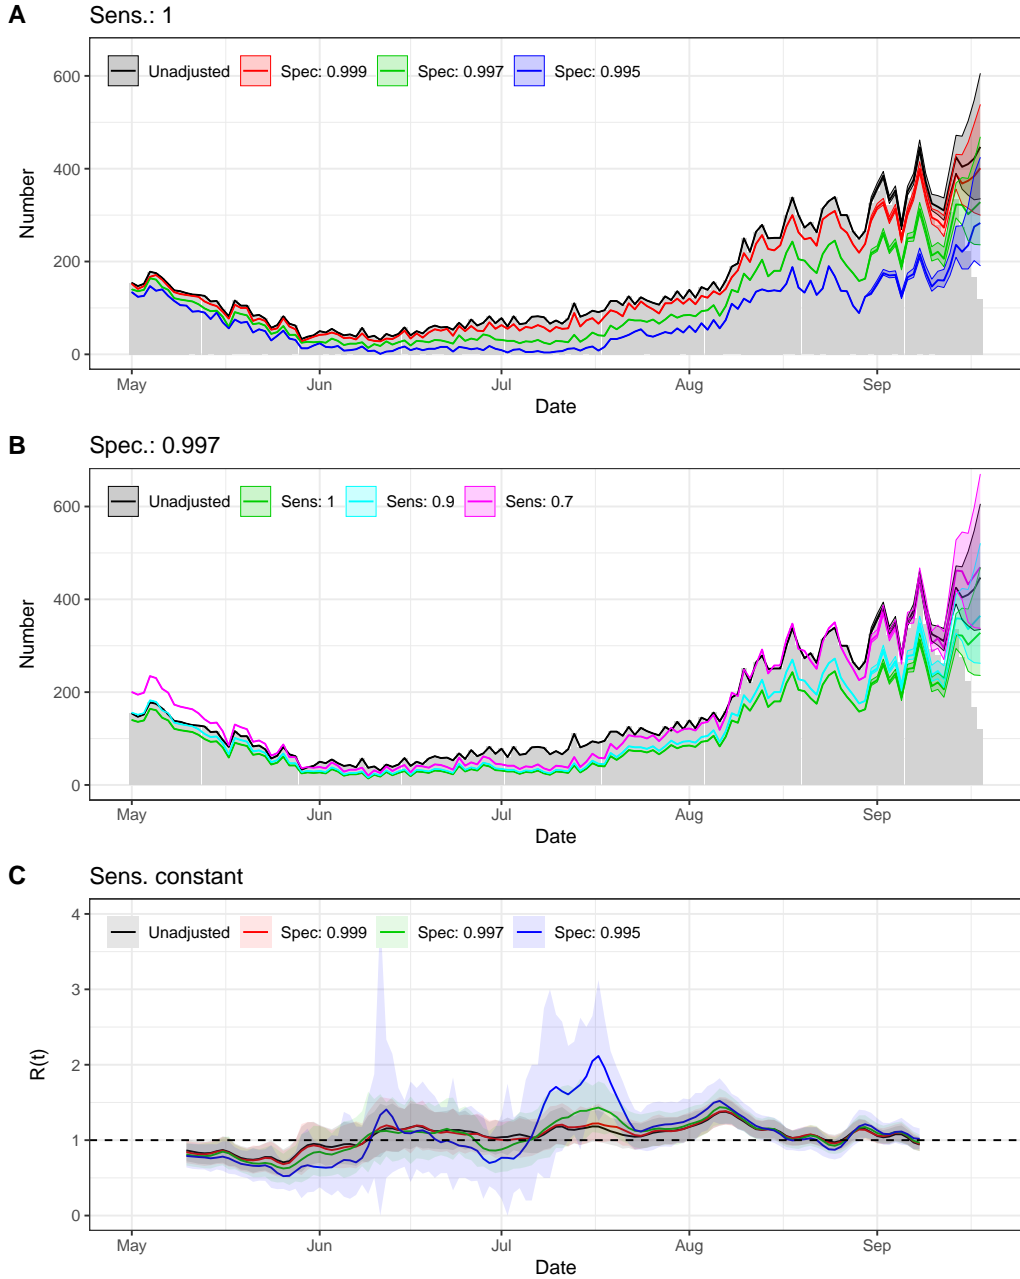 A
Sens.: 1
Unadjusted Spec: 0.999 Spec: 0.997 Spec: 0.995
600
400
200
0
Number
May Jun Jul Aug Sep
Date
B
Spec.: 0.997
Unadjusted Sens: 1 Sens: 0.9 Sens: 0.7
600
400
200
0
Number
May Jun Jul Aug Sep
Date
C
Sens. constant
Unadjusted Spec: 0.999 Spec: 0.997 Spec: 0.995
4
3
2
1
0
R(t)
May Jun Jul Aug Sep
Date